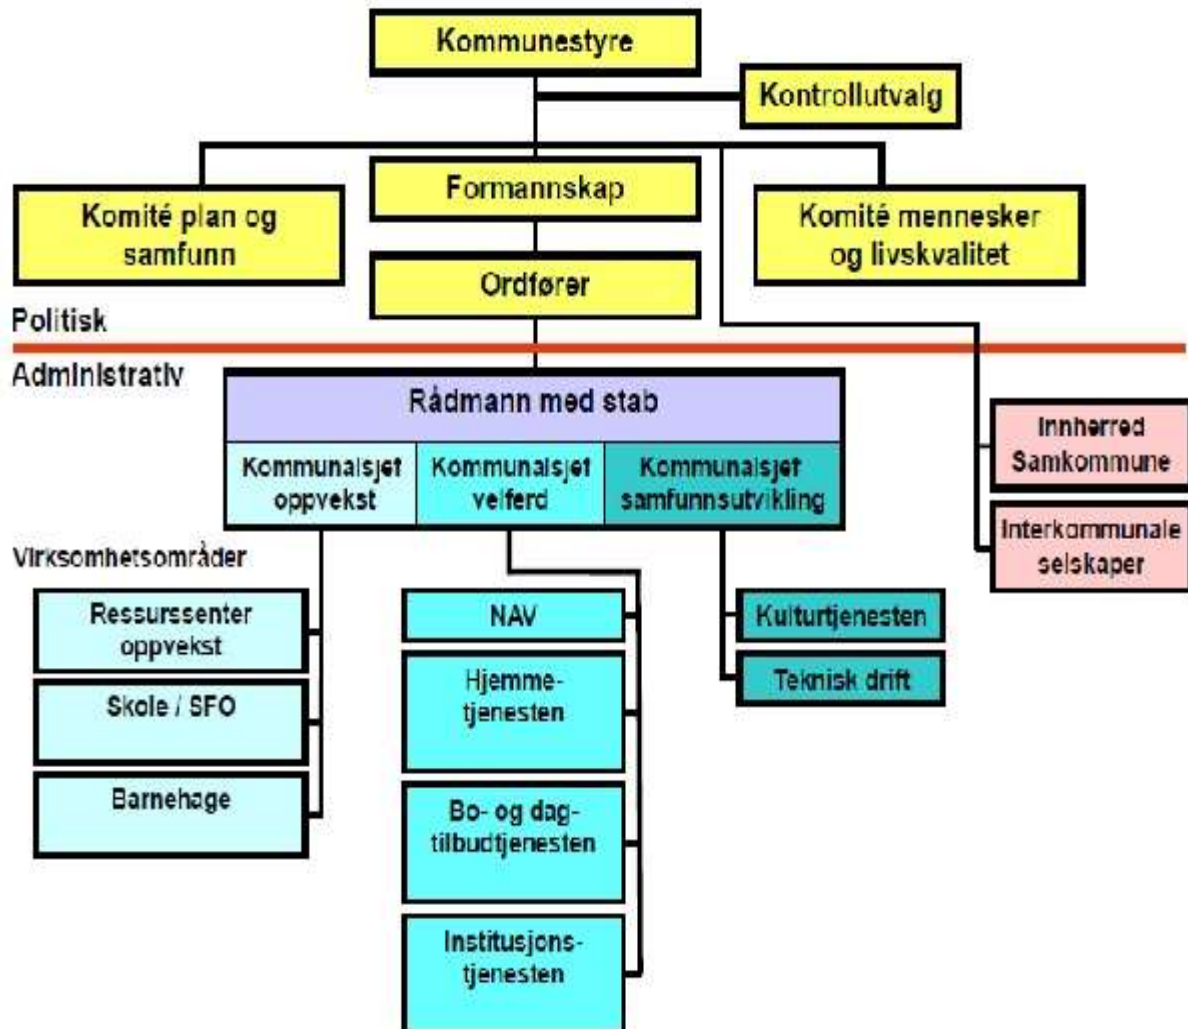 Kommunestyre
Kontrollutvalg
Komité plan og
samfunn
Formannskap
Komité mennesker
og livskvalitet
Ordfører
Politisk
Administrativ
Rådmann med stab
Kommunalsjef
oppvekst
Kommunalsjef
velferd
Kommunalsjef
samfunnsutvikling
Innherred
Samkommune
Interkommunale
selskaper
Virksomhetsområder
Ressurssenter
oppvekst
Skole / SFO
Barnehage
NAV
Hjemme-
tjenesten
Bo- og dag-
tilbudtjenesten
Institusjons-
tjenesten
Kulturtjenesten
Teknisk drift